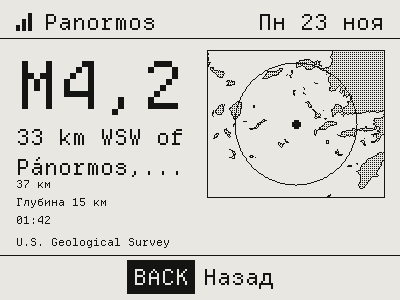 Panormos
Пн 23 ноя
M4,2
33 km WSW of
Pánormos,...
37 км
Глубина 15 км
01:42
U.S. Geological Survey
BACK Назад